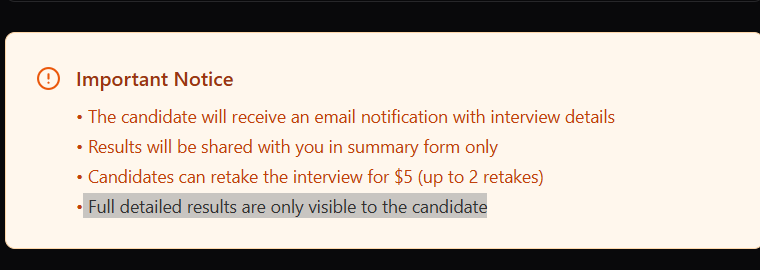 Important Notice
• The candidate will receive an email notification with interview details
• Results will be shared with you in summary form only
• Candidates can retake the interview for $5 (up to 2 retakes)
• Full detailed results are only visible to the candidate